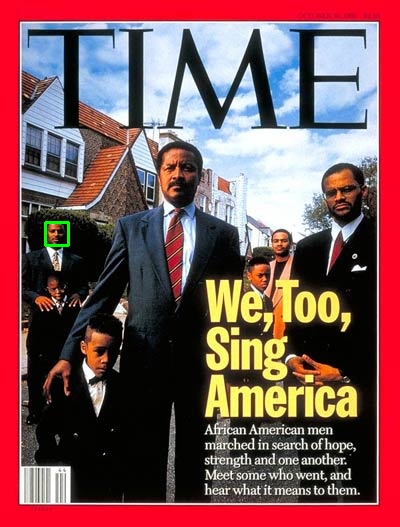 TIME
We, Too,
Sing
America
African American men
marched in search of hope,
strength and one another.
Meet some who went, and
hear what it means to them.
44